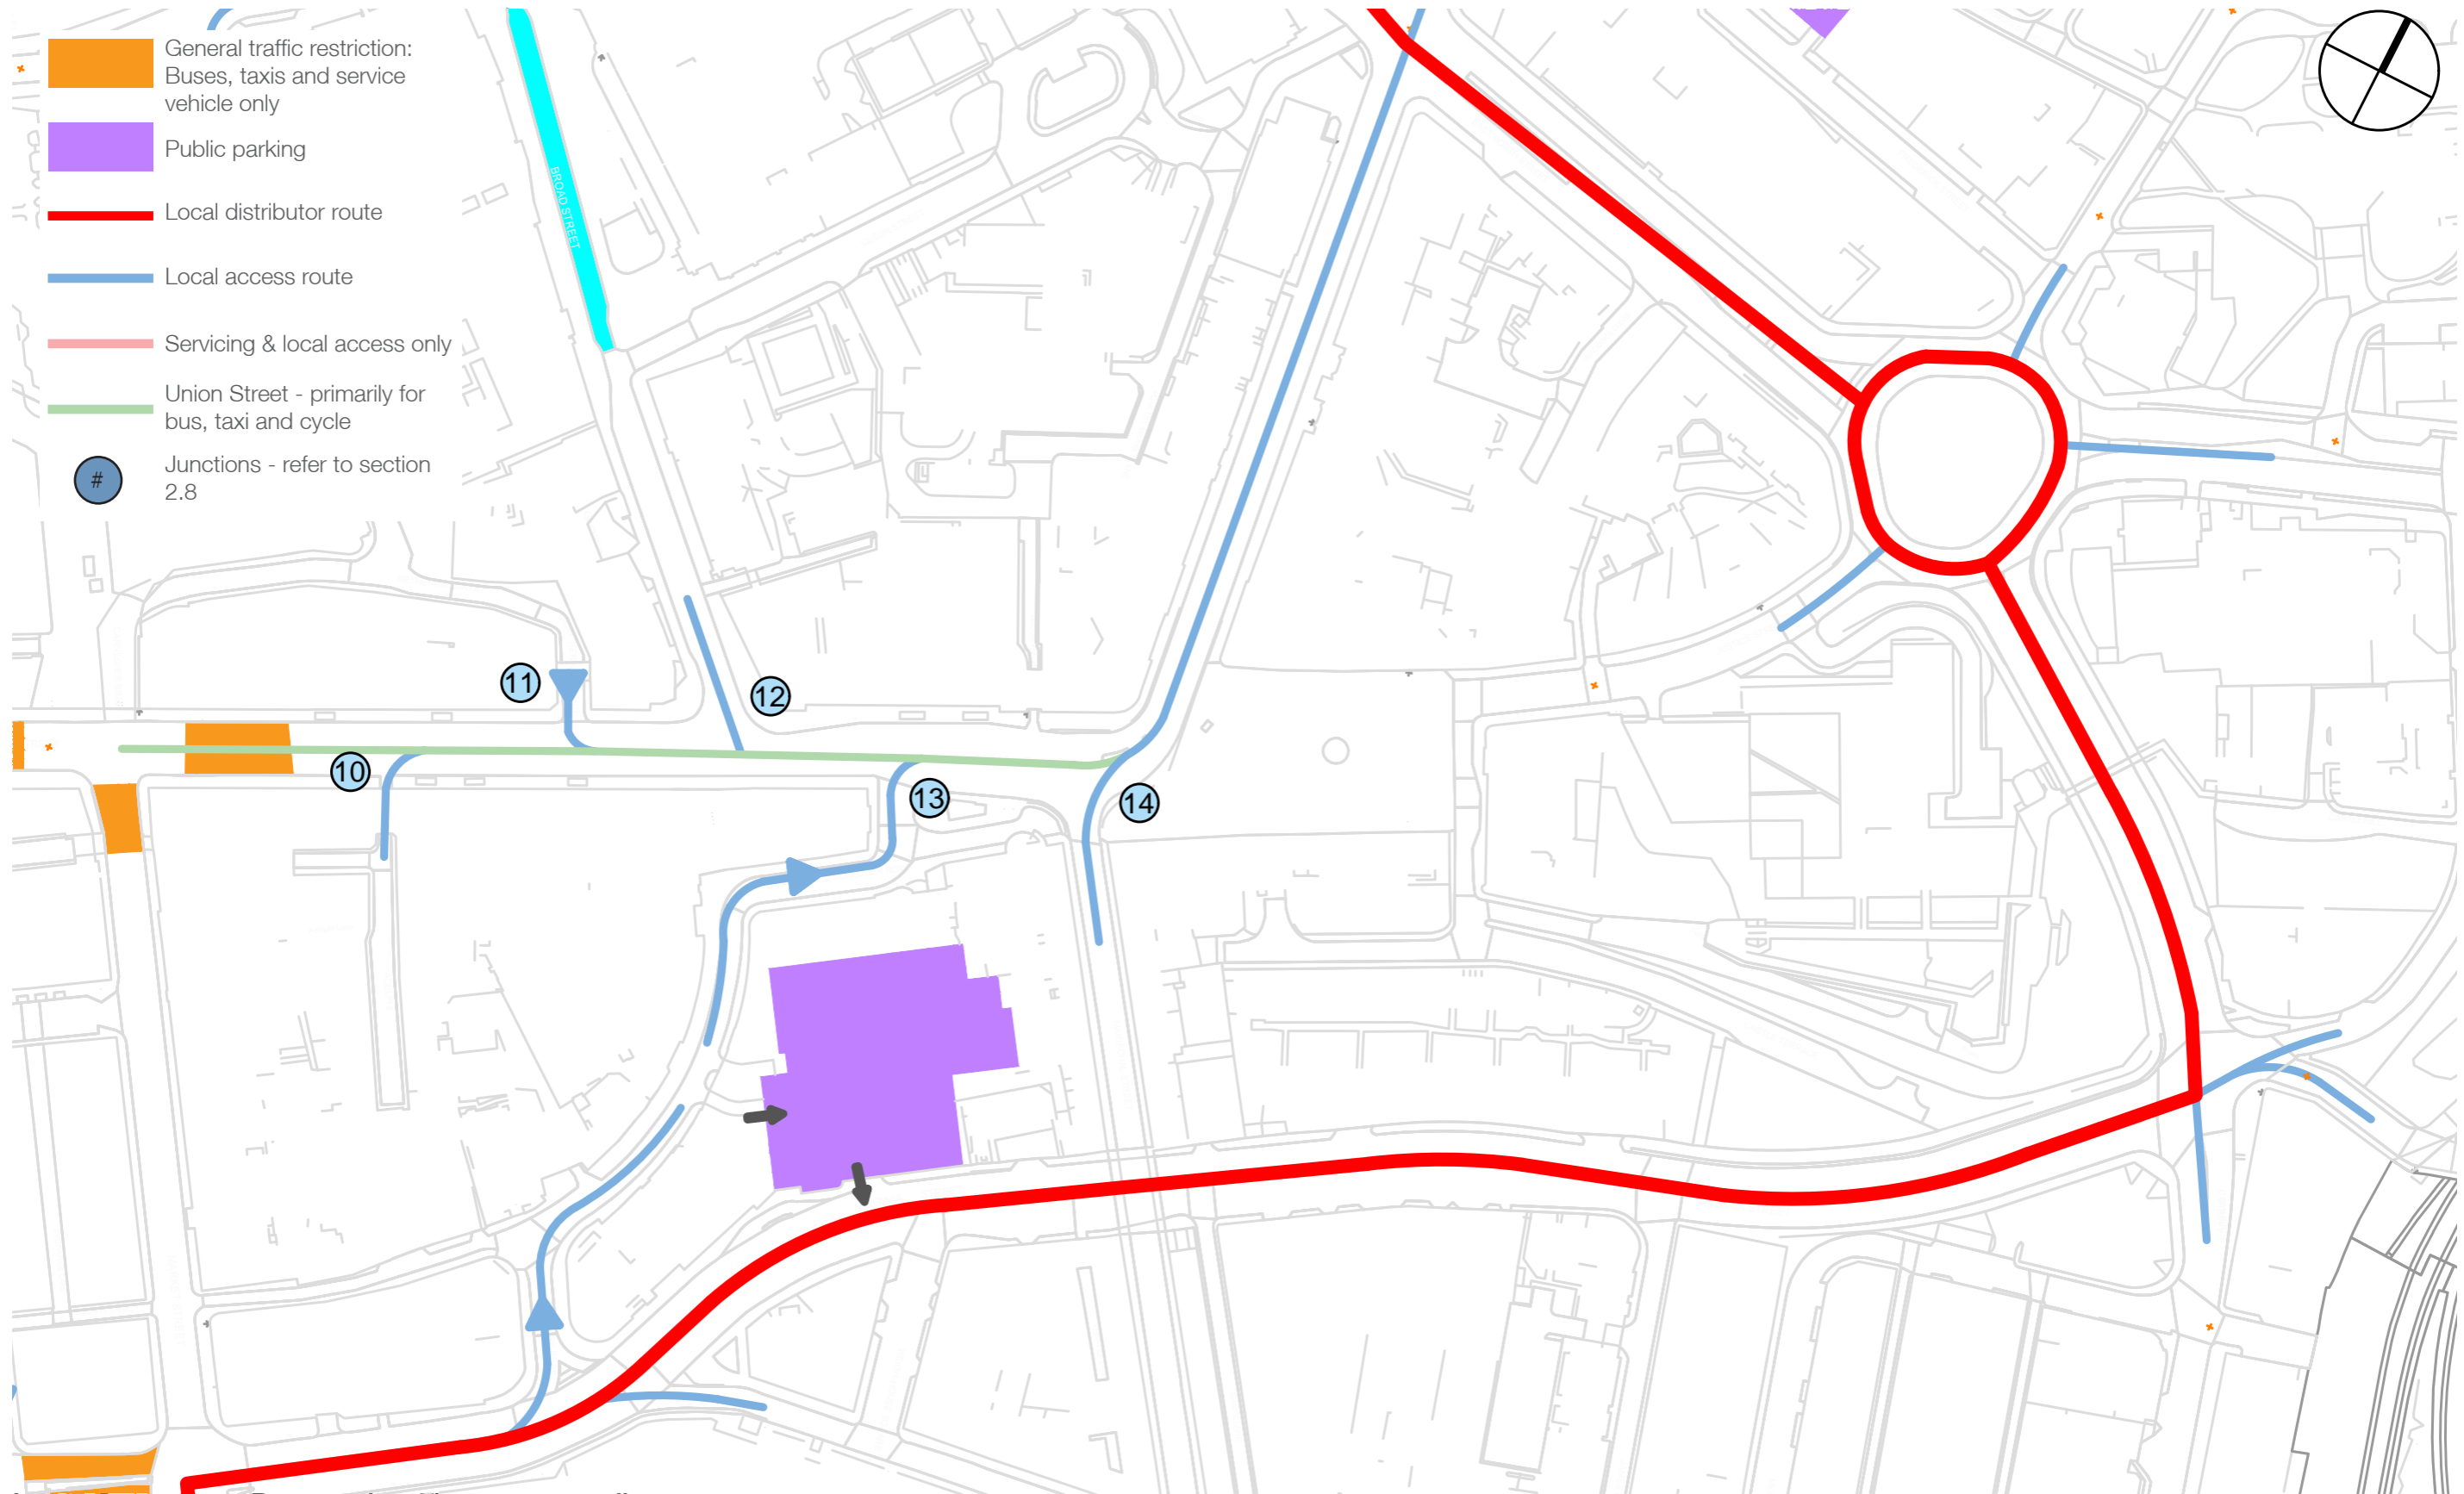 General traffic restriction:
Buses, taxis and service
vehicle only
Public parking
Local distributor route
Local access route
Servicing & local access only
Union Street - primarily for
bus, taxi and cycle
#
Junctions - refer to section
2.8
BROAD STREET
11
12
10
13
14